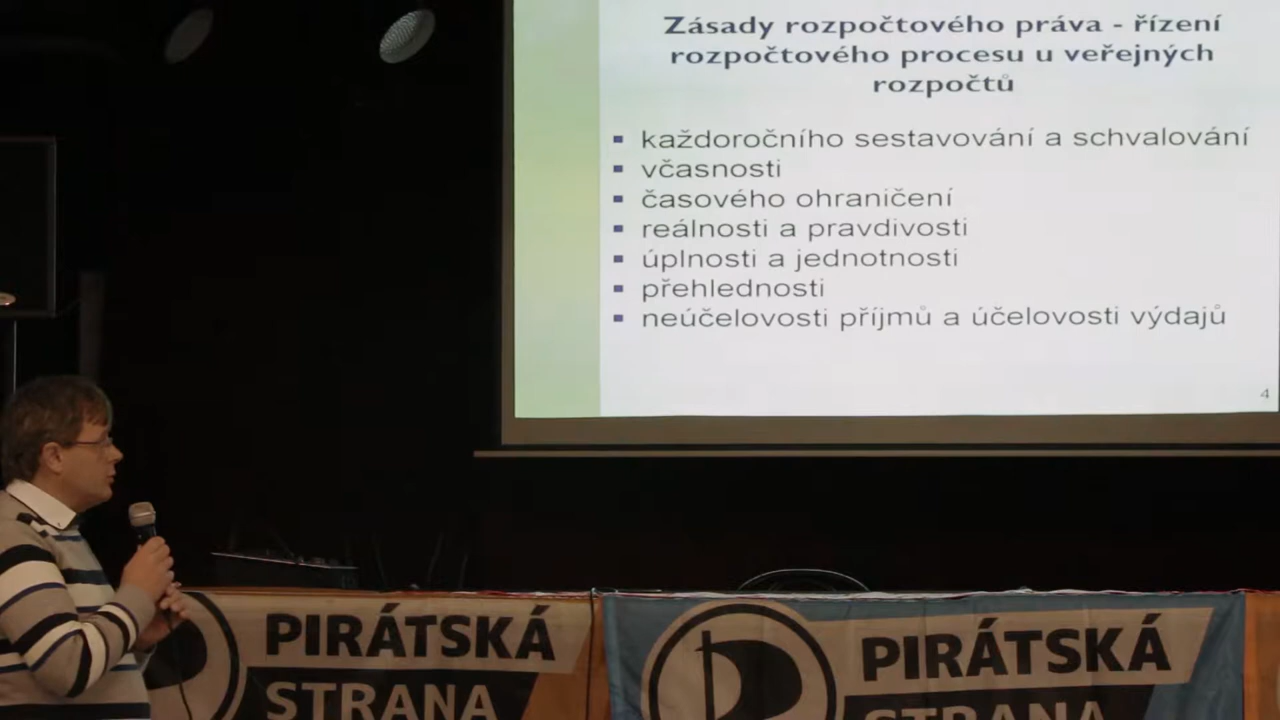 Zásady rozpočtového práva - řízení
rozpočtového procesu u veřejných
rozpočtů
každoročního sestavování a schvalování
včasnosti
časového ohraničení
reálnosti a pravdivosti
úplnosti a jednotnosti
přehlednosti
neúčelovosti příjmů a účelovosti výdajů
4
PIRÁTSKÁ
STRANA
PIRÁTSKÁ
STRANA